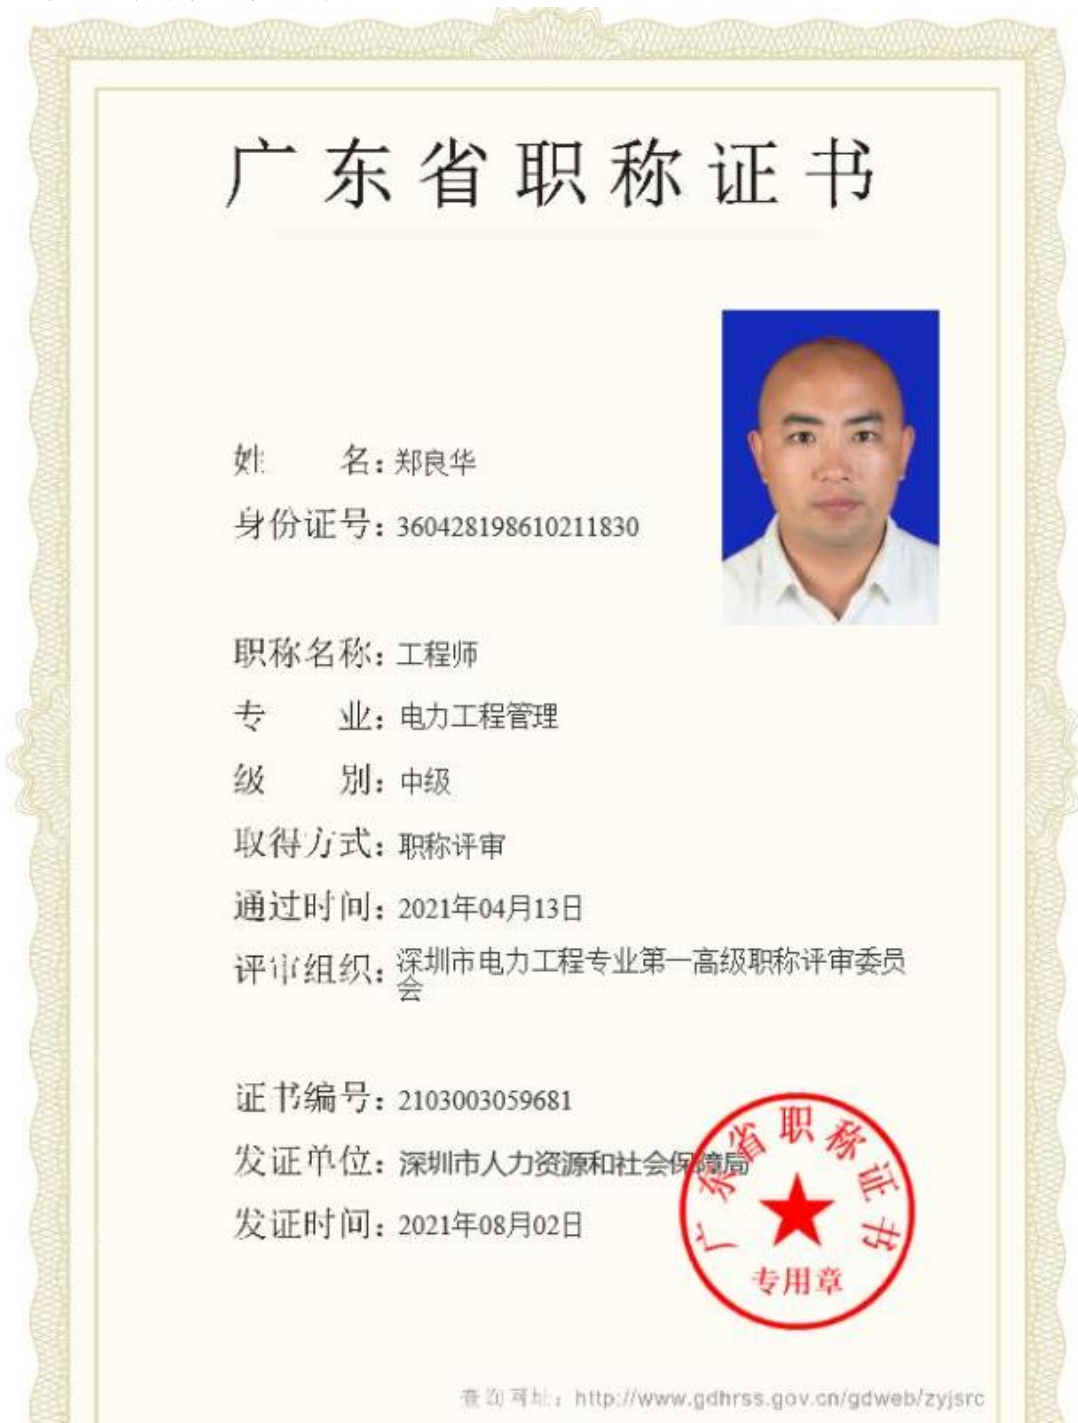 广东省职称证书
姓 名：郑良华
身份证号：360428198610211830
职称名称：工程师
专 业：电力工程管理
级 别：中级
取得方式：职称评审
通过时间：2021年04月13日
评审组织：深圳市电力工程专业第一高级职称评审委员
会
证书编号：2103003059681
发证单位：深圳市人力资源和社会保障局
发证时间：2021年08月02日
广东省职称证书
专用章
查询网址：http://www.gdhrss.gov.cn/gdweb/zyjsrc